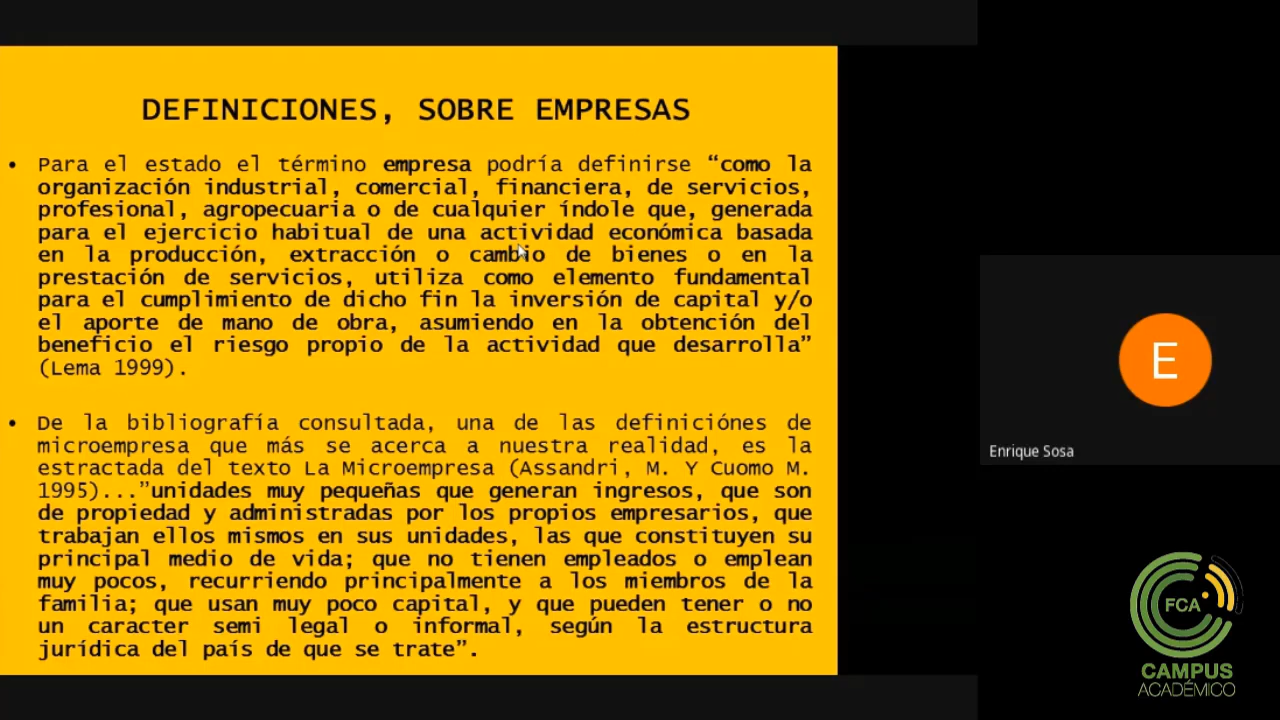 DEFINICIONES, SOBRE EMPRESAS
• Para el estado el término empresa podría definirse “como la
organización industrial, comercial, financiera, de servicios,
profesional, agropecuaria o de cualquier índole que, generada
para el ejercicio habitual de una actividad económica basada
en la producción, extracción o cambio de bienes o en la
prestación de servicios, utiliza como elemento fundamental
para el cumplimiento de dicho fin la inversión de capital y/o
el aporte de mano de obra, asumiendo en la obtención del
beneficio el riesgo propio de la actividad que desarrolla”
(Lema 1999).
• De la bibliografía consultada, una de las definiciónes de
microempresa que más se acerca a nuestra realidad, es la
estractada del texto La Microempresa (Assandri, M. Y Cuomo M.
1995)...”unidades muy pequeñas que generan ingresos, que son
de propiedad y administradas por los propios empresarios, que
trabajan ellos mismos en sus unidades, las que constituyen su
principal medio de vida; que no tienen empleados o emplean
muy pocos, recurriendo principalmente a los miembros de la
familia; que usan muy poco capital, y que pueden tener o no
un caracter semi legal o informal, según la estructura
jurídica del país de que se trate”.
E
Enrique Sosa
FCA
CAMPUS
ACADÉMICO